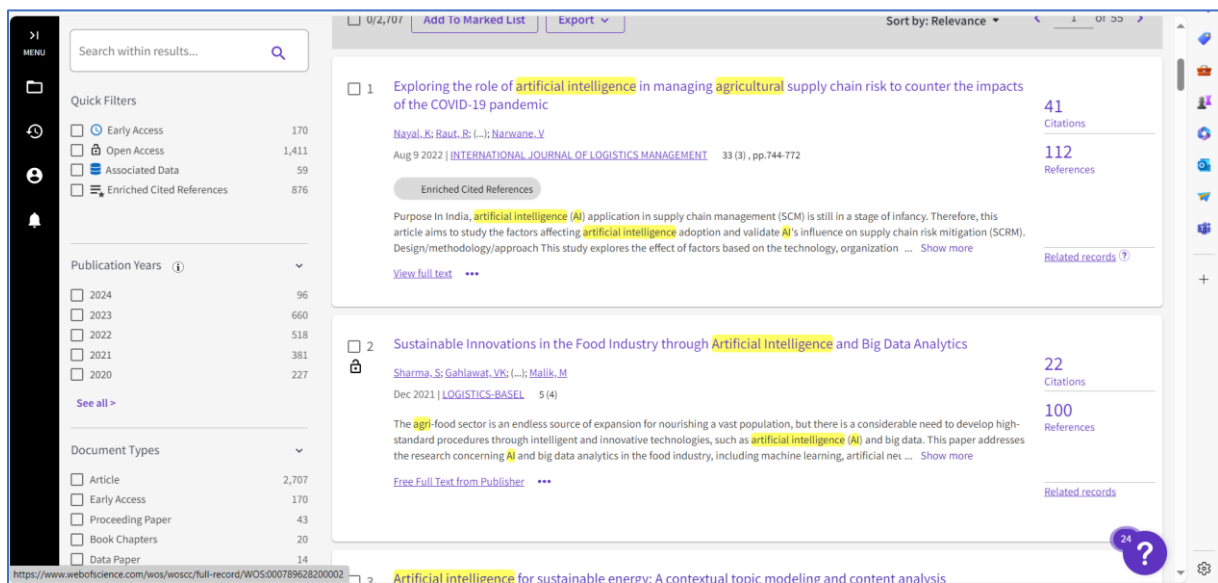 MENU
Search within results...
Quick Filters
Early Access 170
Open Access 1,411
Associated Data 59
Enriched Cited References 876
Publication Years
2024 96
2023 660
2022 518
2021 381
2020 227
See all >
Document Types
Article 2,707
Early Access 170
Proceeding Paper 43
Book Chapters 20
Data Paper 14
https://www.webofscience.com/wos/woscc/full-record/WOS:000789628200002
0/2,707 Add To Marked List Export Sort by: Relevance 1 of 55
1 Exploring the role of artificial intelligence in managing agricultural supply chain risk to counter the impacts
of the COVID-19 pandemic
Nayal, K; Raut, R; (...); Narwane, V
Aug 9 2022 | INTERNATIONAL JOURNAL OF LOGISTICS MANAGEMENT 33 (3) , pp.744-772
Enriched Cited References
Purpose In India, artificial intelligence (AI) application in supply chain management (SCM) is still in a stage of infancy. Therefore, this
article aims to study the factors affecting artificial intelligence adoption and validate AI's influence on supply chain risk mitigation (SCRM).
Design/methodology/approach This study explores the effect of factors based on the technology, organization ... Show more
View full text
41
Citations
112
References
Related records ?
2 Sustainable Innovations in the Food Industry through Artificial Intelligence and Big Data Analytics
Sharma, S; Gahlawat, VK; (...); Malik, M
Dec 2021 | LOGISTICS-BASEL 5 (4)
The agri-food sector is an endless source of expansion for nourishing a vast population, but there is a considerable need to develop high-
standard procedures through intelligent and innovative technologies, such as artificial intelligence (AI) and big data. This paper addresses
the research concerning AI and big data analytics in the food industry, including machine learning, artificial neu ... Show more
Free Full Text from Publisher
22
Citations
100
References
Related records
3 Artificial intelligence for sustainable energy: A contextual topic modeling and content analysis
24
?